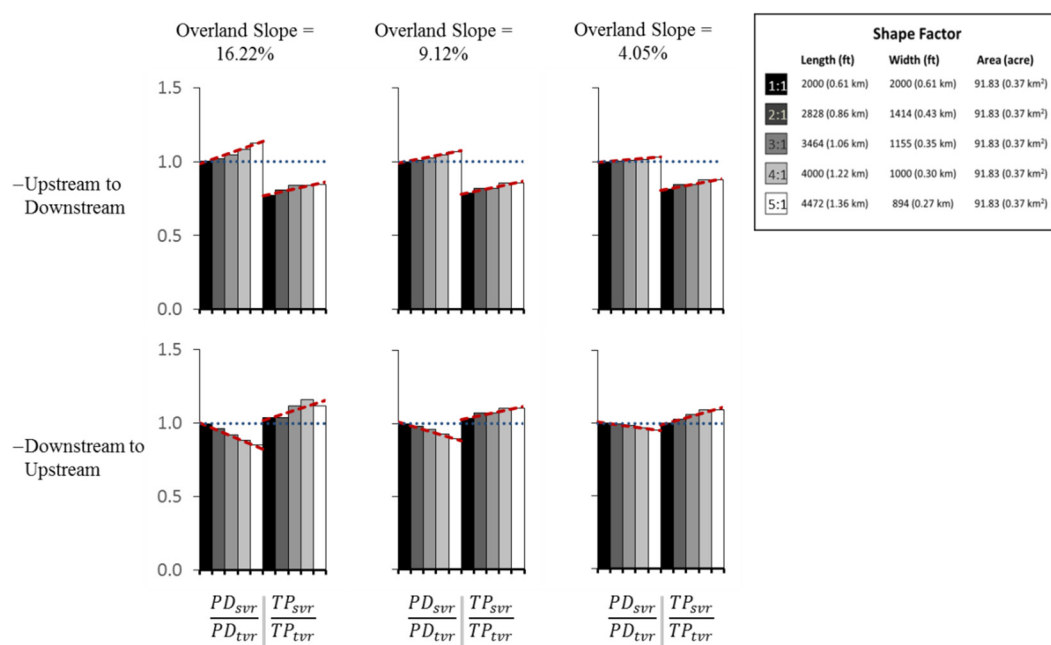 Overland Slope =
16.22%
Overland Slope =
9.12%
Overland Slope =
4.05%
Shape Factor
Length (ft) Width (ft) Area (acre)
1:1 2000 (0.61 km) 2000 (0.61 km) 91.83 (0.37 km²)
2:1 2828 (0.86 km) 1414 (0.43 km) 91.83 (0.37 km²)
3:1 3464 (1.06 km) 1155 (0.35 km) 91.83 (0.37 km²)
4:1 4000 (1.22 km) 1000 (0.30 km) 91.83 (0.37 km²)
5:1 4472 (1.36 km) 894 (0.27 km) 91.83 (0.37 km²)
–Upstream to
Downstream
1.5
1.0
0.5
0.0
–Downstream to
Upstream
1.5
1.0
0.5
0.0
PD_svr TP_svr PD_svr TP_svr PD_svr TP_svr
PD_tvr TP_tvr PD_tvr TP_tvr PD_tvr TP_tvr